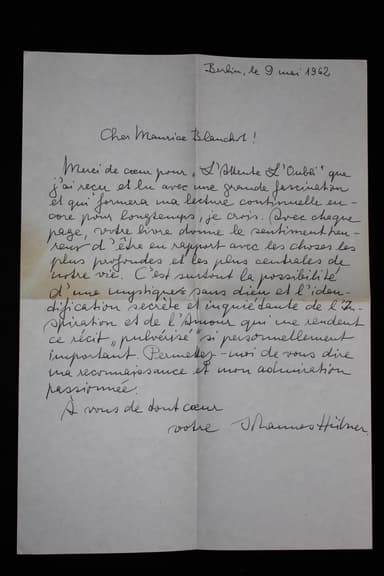 Berlin, le 9 mai 1962
Cher Maurice Blanchot !
Merci de cœur pour „L'Attente L'Oubli" que
j'ai reçu et lu avec une grande fascination
et qui formera ma lecture continuelle en-
core pour longtemps, je crois. Avec chaque
page, votre livre donne le sentiment heu-
reux d'être en rapport avec les choses les
plus profondes et les plus centrales de
notre vie. C'est surtout la possibilité
d'une mystique sans dieu et l'iden-
dification secrète et inquiétante de l'In-
spiration et de l'Amour qui me rendent
ce récit „pulvérisé" si personnellement
important. Permettez-moi de vous dire
ma reconnaissance et mon admiration
passionnée.
À vous de tout cœur
votre Johannes Hübner